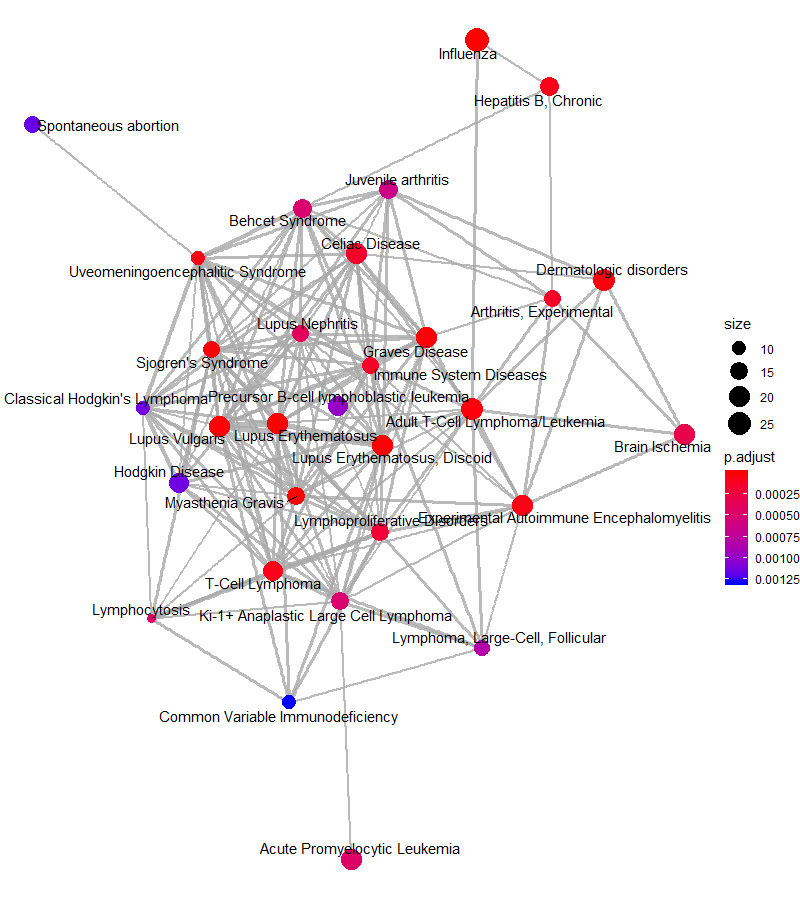 Influenza
Hepatitis B, Chronic
Spontaneous abortion
Juvenile arthritis
Behcet Syndrome
Celiac Disease
Uveomeningoencephalitic Syndrome
Dermatologic disorders
Arthritis, Experimental
Lupus Nephritis
Graves Disease
Sjogren's Syndrome
Immune System Diseases
Classical Hodgkin's Lymphoma
Precursor B-cell lymphoblastic leukemia
Adult T-Cell Lymphoma/Leukemia
Lupus Vulgaris
Lupus Erythematosus
Brain Ischemia
Lupus Erythematosus, Discoid
Hodgkin Disease
Myasthenia Gravis
Lymphoproliferative Disorders
Experimental Autoimmune Encephalomyelitis
T-Cell Lymphoma
Lymphocytosis
Ki-1+ Anaplastic Large Cell Lymphoma
Lymphoma, Large-Cell, Follicular
Common Variable Immunodeficiency
Acute Promyelocytic Leukemia
size
10
15
20
25
p.adjust
0.00025
0.00050
0.00075
0.00100
0.00125